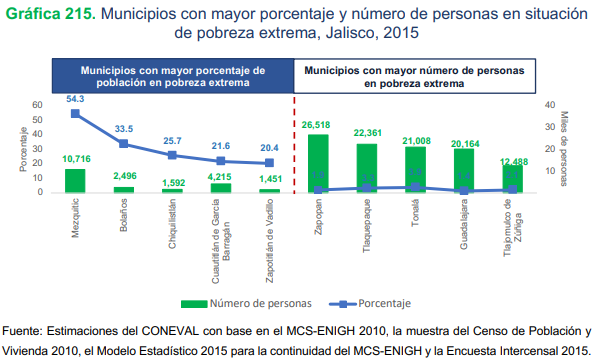 Gráfica 215. Municipios con mayor porcentaje y número de personas en situación
de pobreza extrema, Jalisco, 2015
Municipios con mayor porcentaje de
población en pobreza extrema
Municipios con mayor número de personas
en pobreza extrema
Porcentaje
60
50
40
30
20
10
0
54.3
33.5
25.7
21.6
20.4
10,716
2,496
1,592
4,215
1,451
26,518
22,361
21,008
20,164
12,488
40
30
20
10
0
Miles de personas
Mezquitic
Bolaños
Chiquilistlán
Cuautitlán de García
Barragán
Zapotitlán de Vadillo
Zapopan
Tlaquepaque
Tonalá
Guadalajara
Tlajomulco de
Zúñiga
Número de personas
Porcentaje
Fuente: Estimaciones del CONEVAL con base en el MCS-ENIGH 2010, la muestra del Censo de Población y
Vivienda 2010, el Modelo Estadístico 2015 para la continuidad del MCS-ENIGH y la Encuesta Intercensal 2015.